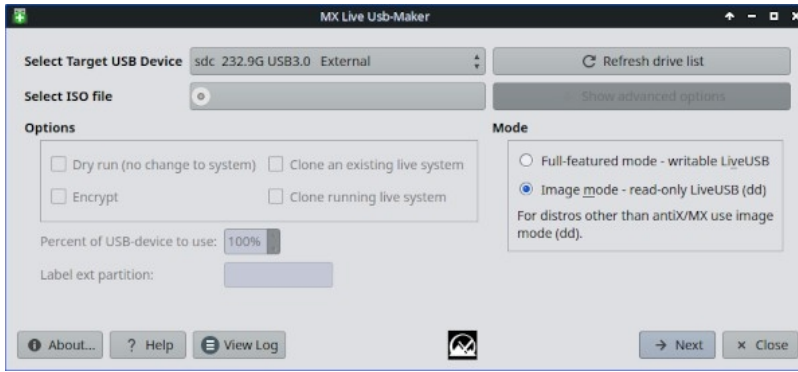 MX Live Usb-Maker
Select Target USB Device sdc 232.9G USB3.0 External Refresh drive list
Select ISO file Show advanced options
Options Mode
Dry run (no change to system) Clone an existing live system
Encrypt Clone running live system
Full-featured mode - writable LiveUSB
Image mode - read-only LiveUSB (dd)
For distros other than antiX/MX use image
mode (dd).
Percent of USB-device to use: 100%
Label ext partition:
About... ? Help View Log Next Close